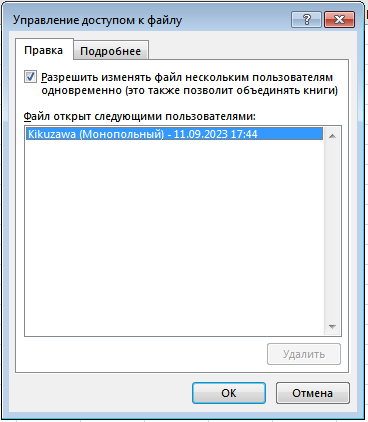 Управление доступом к файлу
Правка
Подробнее
Разрешить изменять файл нескольким пользователям
одновременно (это также позволит объединять книги)
Файл открыт следующими пользователями:
Kikuzawa (Монопольный) - 11.09.2023 17:44
Удалить
ОК
Отмена